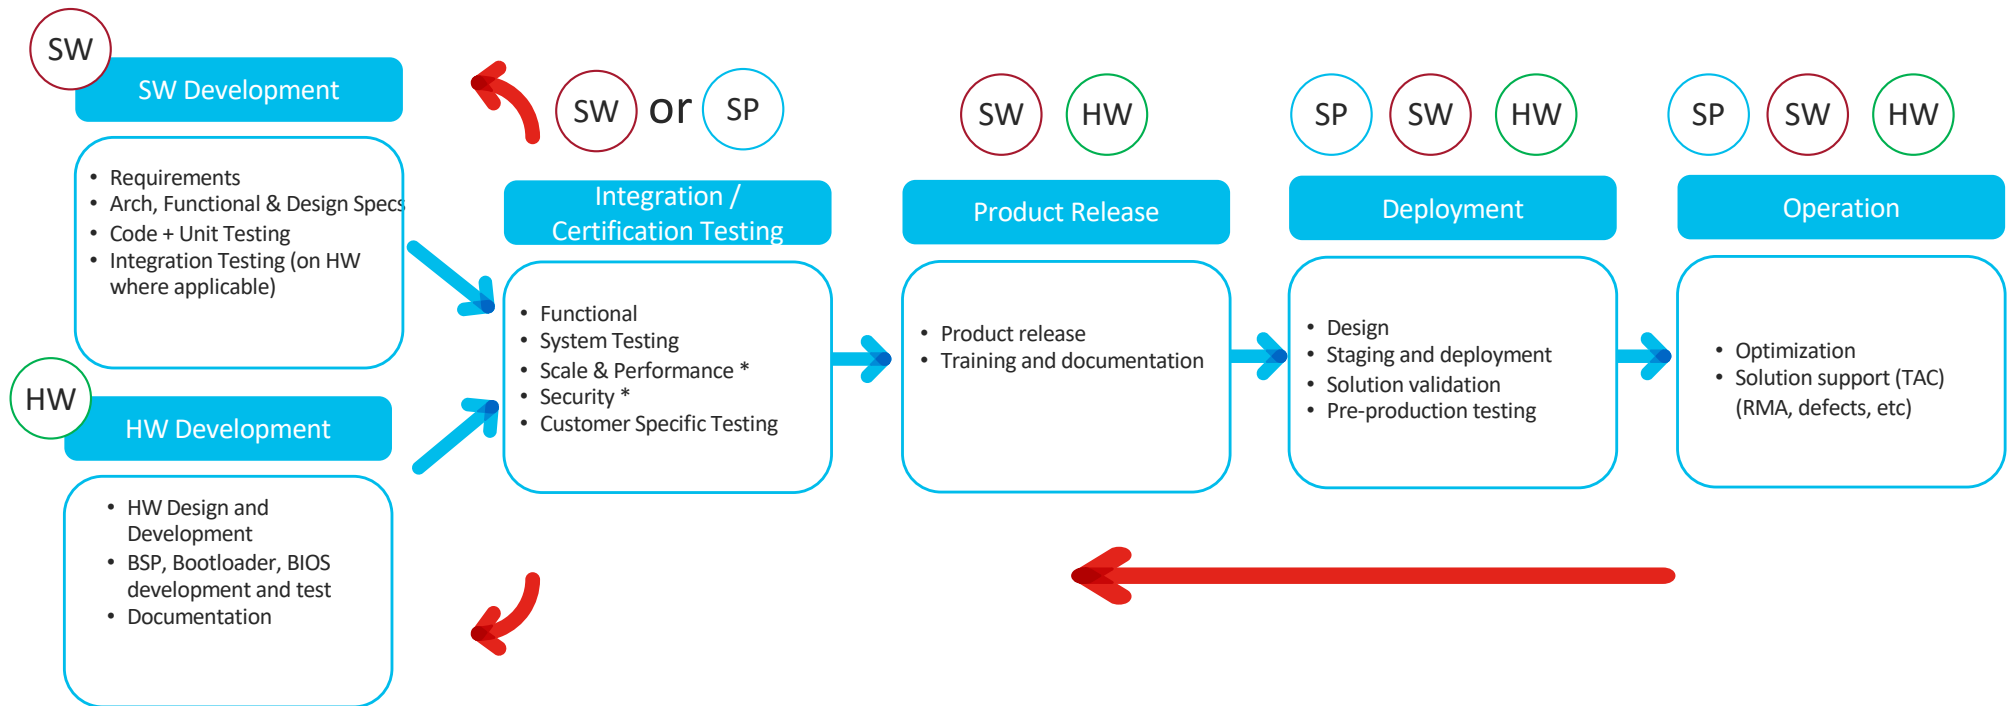 SW
SW Development
• Requirements
• Arch, Functional & Design Specs
• Code + Unit Testing
• Integration Testing (on HW
where applicable)
HW
HW Development
• HW Design and
Development
• BSP, Bootloader, BIOS
development and test
• Documentation
SW or SP
Integration /
Certification Testing
• Functional
• System Testing
• Scale & Performance *
• Security *
• Customer Specific Testing
SW HW
Product Release
• Product release
• Training and documentation
SP SW HW
Deployment
• Design
• Staging and deployment
• Solution validation
• Pre-production testing
SP SW HW
Operation
• Optimization
• Solution support (TAC)
(RMA, defects, etc)